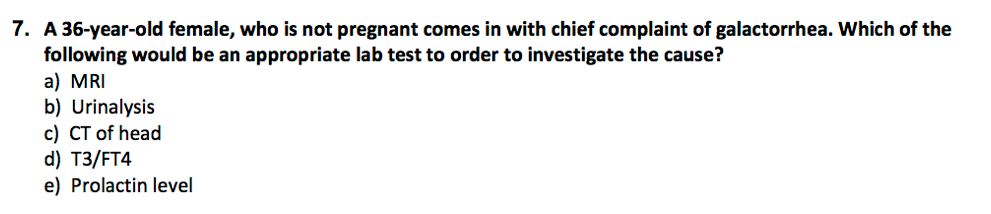 7. A 36-year-old female, who is not pregnant comes in with chief complaint of galactorrhea. Which of the
following would be an appropriate lab test to order to investigate the cause?
a) MRI
b) Urinalysis
c) CT of head
d) T3/FT4
e) Prolactin level